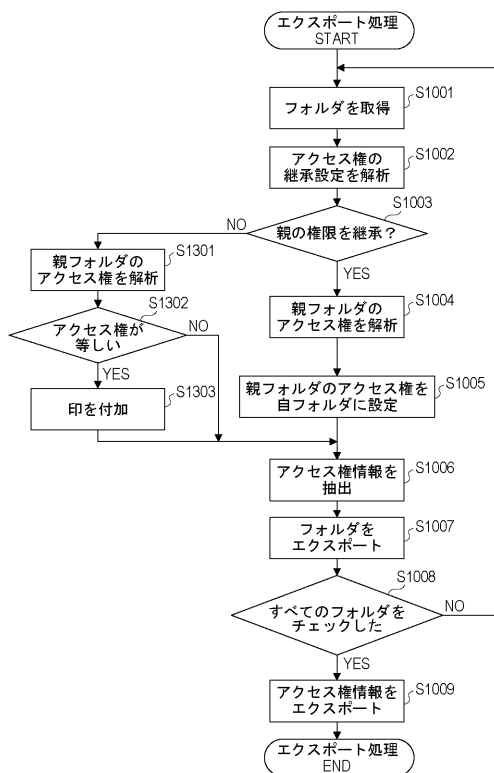 エクスポート処理
START
フォルダを取得
S1001
アクセス権の
継承設定を解析
S1002
親の権限を継承?
S1003
NO
YES
親フォルダの
アクセス権を解析
S1301
アクセス権が
等しい
S1302
NO
YES
印を付加
S1303
親フォルダの
アクセス権を解析
S1004
親フォルダのアクセス権を
自フォルダに設定
S1005
アクセス権情報を
抽出
S1006
フォルダを
エクスポート
S1007
すべてのフォルダを
チェックした
S1008
NO
YES
アクセス権情報を
エクスポート
S1009
エクスポート処理
END